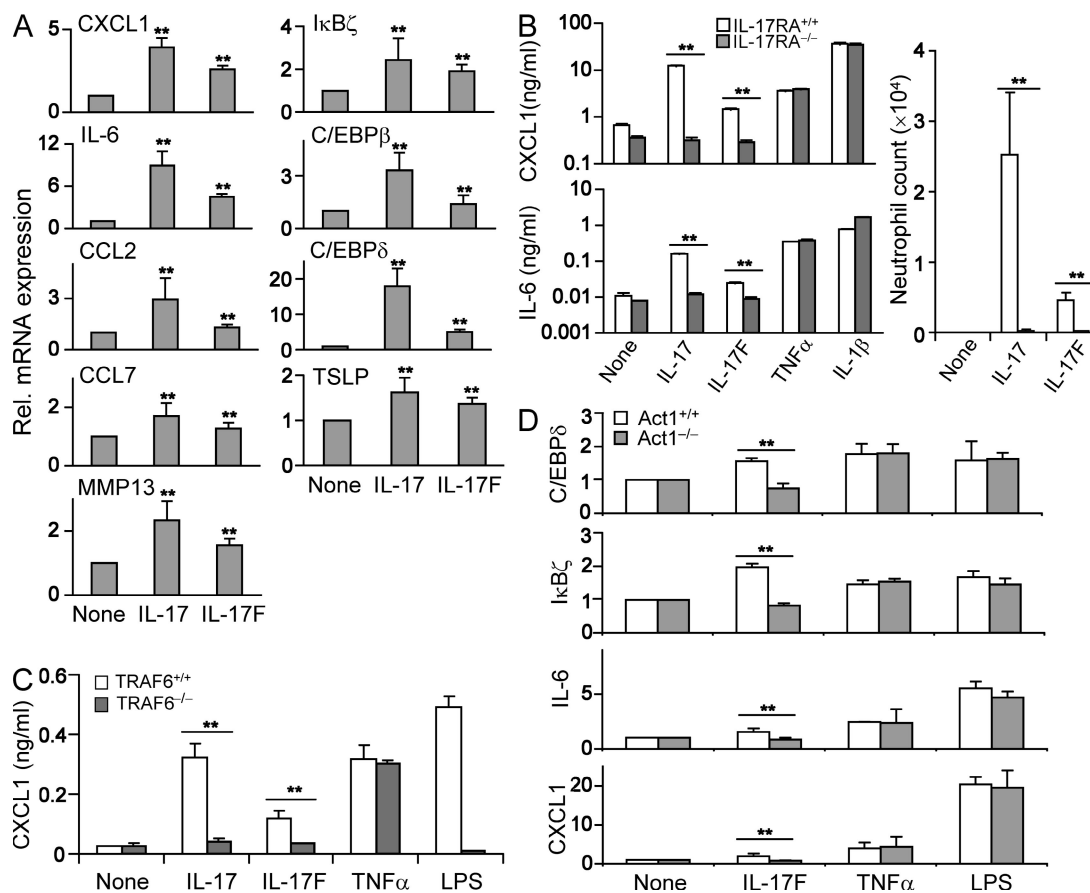 A
Rel. mRNA expression
CXCL1
5
0
**
**
IL-6
12
6
0
**
**
CCL2
3
0
**
**
CCL7
2
0
**
**
MMP13
2
0
**
**
None IL-17 IL-17F
IκBζ
4
2
0
**
**
C/EBPβ
3
0
**
**
C/EBPδ
20
10
0
**
**
TSLP
2
1
0
**
**
None IL-17 IL-17F
B
IL-17RA+/+
IL-17RA−/−
CXCL1(ng/ml)
100
10
1
0.1
**
**
IL-6 (ng/ml)
10
1
0.1
0.01
0.001
**
**
None IL-17 IL-17F TNFα IL-1β
Neutrophil count (×10⁴)
4
3
2
0
**
**
None IL-17 IL-17F
C
TRAF6+/+
TRAF6−/−
CXCL1 (ng/ml)
0.6
0.4
0.2
0
**
**
None IL-17 IL-17F TNFα LPS
D
Act1+/+
Act1−/−
C/EBPδ
3
2
1
0
**
IκBζ
3
2
1
0
**
IL-6
5
0
**
CXCL1
20
10
0
**
None IL-17F TNFα LPS